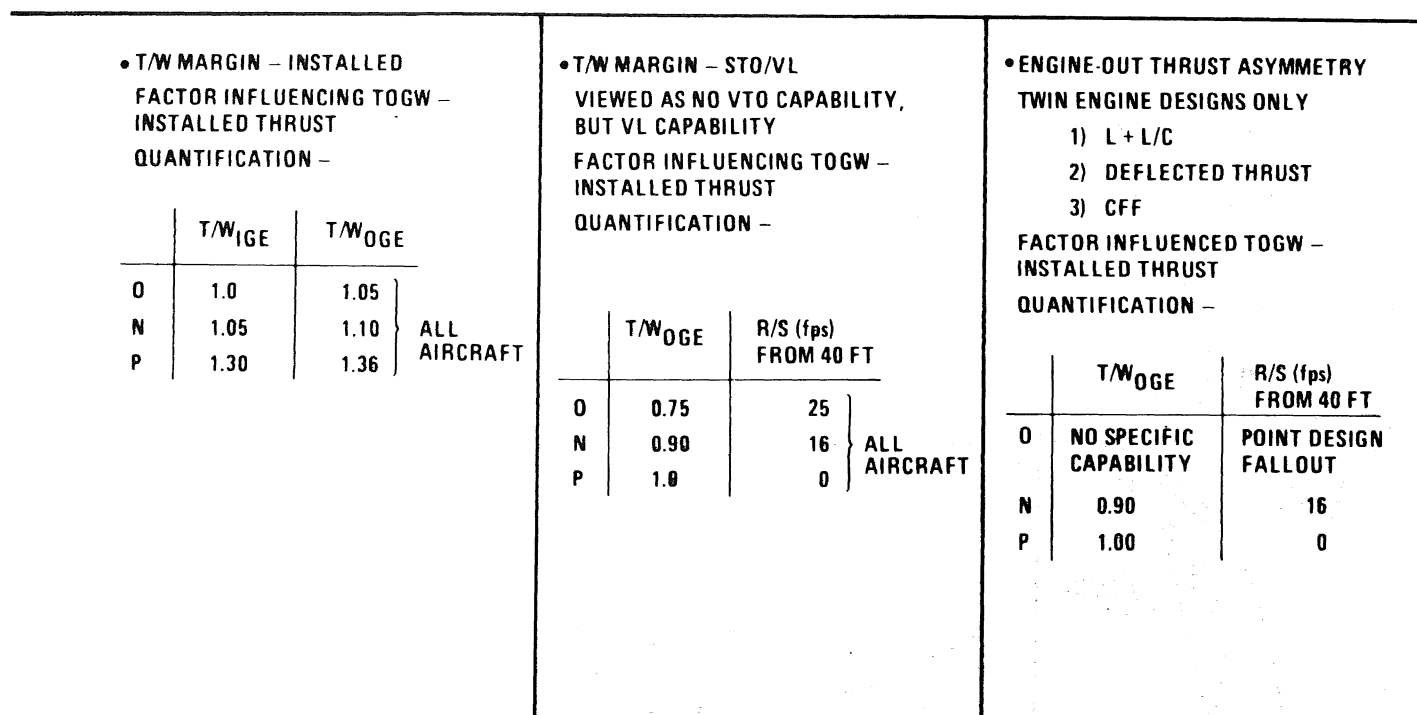 • T/W MARGIN – INSTALLED
FACTOR INFLUENCING TOGW –
INSTALLED THRUST
QUANTIFICATION –
T/W IGE T/W OGE
O 1.0 1.05
N 1.05 1.10
P 1.30 1.36
ALL
AIRCRAFT
• T/W MARGIN – STO/VL
VIEWED AS NO VTO CAPABILITY,
BUT VL CAPABILITY
FACTOR INFLUENCING TOGW –
INSTALLED THRUST
QUANTIFICATION –
T/W OGE R/S (fps)
FROM 40 FT
O 0.75 25
N 0.90 16
P 1.0 0
ALL
AIRCRAFT
• ENGINE-OUT THRUST ASYMMETRY
TWIN ENGINE DESIGNS ONLY
1) L + L/C
2) DEFLECTED THRUST
3) CFF
FACTOR INFLUENCED TOGW –
INSTALLED THRUST
QUANTIFICATION –
T/W OGE R/S (fps)
FROM 40 FT
O NO SPECIFIC POINT DESIGN
CAPABILITY FALLOUT
N 0.90 16
P 1.00 0